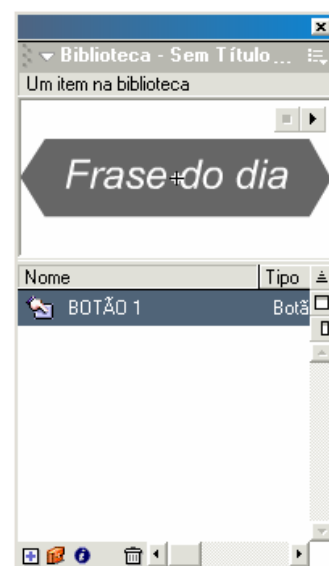 Biblioteca - Sem Título ...
Um item na biblioteca
Frase do dia
Nome Tipo
BOTÃO 1 Botã